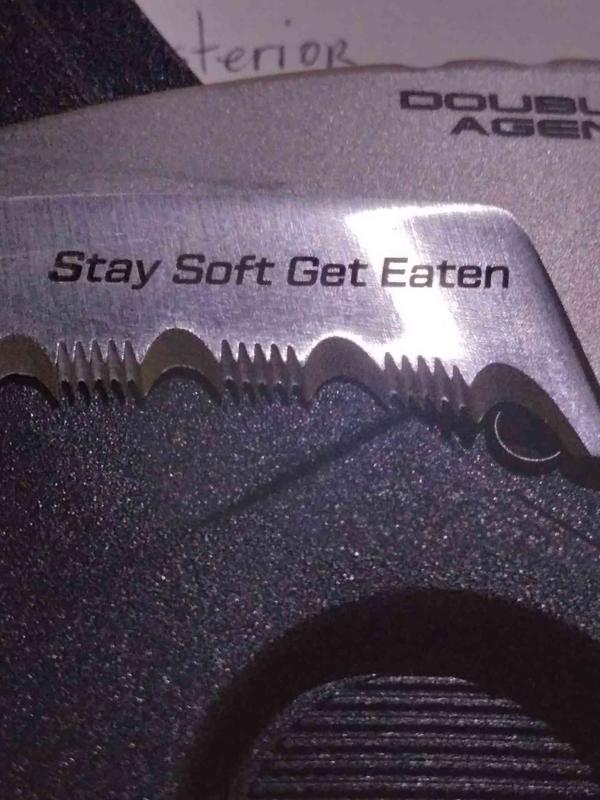 terior
DOUBL
AGEN
Stay Soft Get Eaten